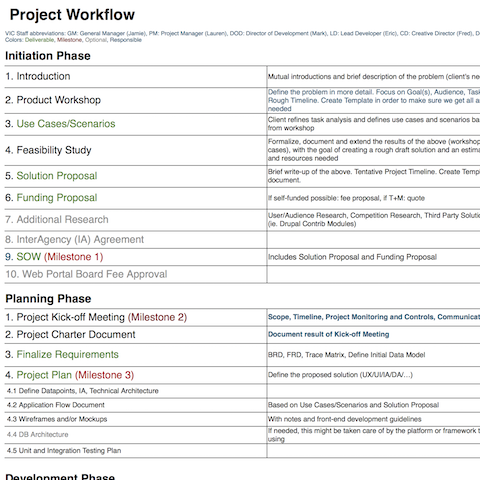 Project Workflow
VIC Staff abbreviations: GM: General Manager (Jamie), PM: Project Manager (Lauren), DOD: Director of Development (Mark), LD: Lead Developer (Eric), CD: Creative Director (Fred), D
Colors: Deliverable, Milestone, Optional, Responsible
Initiation Phase
1. Introduction
Mutual introductions and brief description of the problem (client's ne
2. Product Workshop
Define the problem in more detail. Focus on Goal(s), Audience, Task
Rough Timeline. Create Template in order to make sure we get all a
needed
3. Use Cases/Scenarios
Client refines task analysis and defines use cases and scenarios ba
from workshop
4. Feasibility Study
Formalize, document and extend the results of the above (workshop
cases), with the goal of creating a rough draft solution and an estima
and resources needed
5. Solution Proposal
Brief write-up of the above. Tentative Project Timeline. Create Templ
document.
6. Funding Proposal
If self-funded possible: fee proposal, if T+M: quote
7. Additional Research
User/Audience Research, Competition Research, Third Party Solutio
(ie. Drupal Contrib Modules)
8. InterAgency (IA) Agreement
9. SOW (Milestone 1)
Includes Solution Proposal and Funding Proposal
10. Web Portal Board Fee Approval
Planning Phase
1. Project Kick-off Meeting (Milestone 2)
Scope, Timeline, Project Monitoring and Controls, Communicat
2. Project Charter Document
Document result of Kick-off Meeting
3. Finalize Requirements
BRD, FRD, Trace Matrix, Define Initial Data Model
4. Project Plan (Milestone 3)
Define the proposed solution (UX/UI/IA/DA/…)
4.1 Define Datapoints, IA, Technical Architecture
4.2 Application Flow Document
Based on Use Cases/Scenarios and Solution Proposal
4.3 Wireframes and/or Mockups
With notes and front-end development guidelines
4.4 DB Architecture
If needed, this might be taken care of by the platform or framework t
using
4.5 Unit and Integration Testing Plan
Development Phase